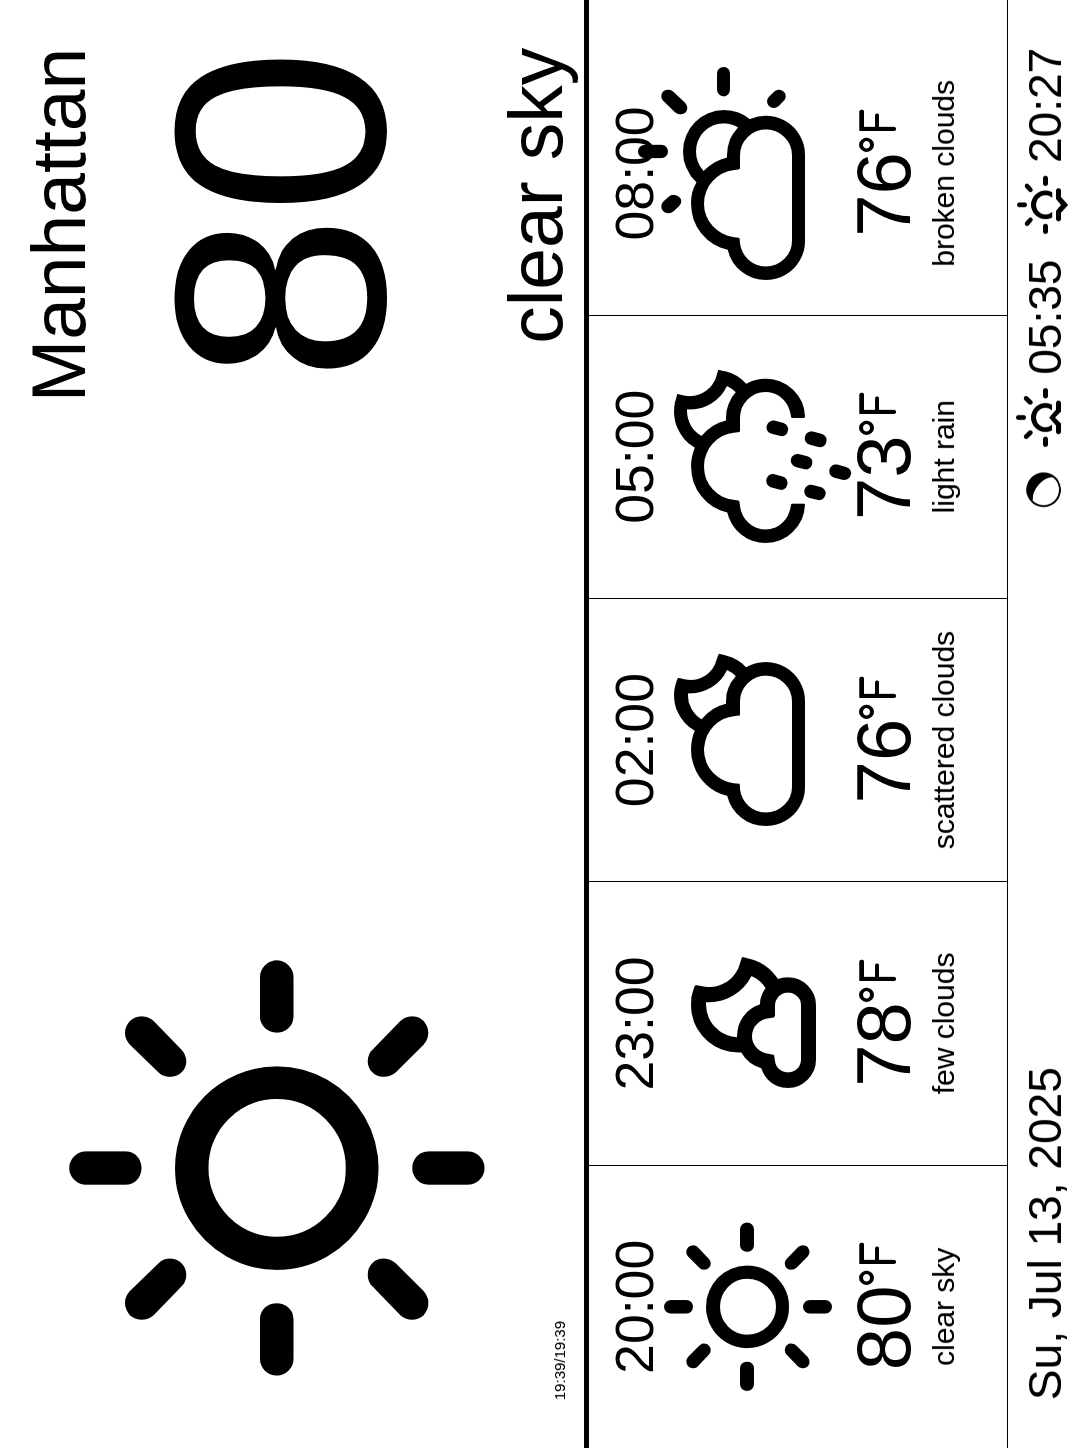 Manhattan
80
clear sky
19:39/19:39
20:00
80°F
clear sky
23:00
78°F
few clouds
02:00
76°F
scattered clouds
05:00
73°F
light rain
08:00
76°F
broken clouds
Su, Jul 13, 2025
05:35
20:27